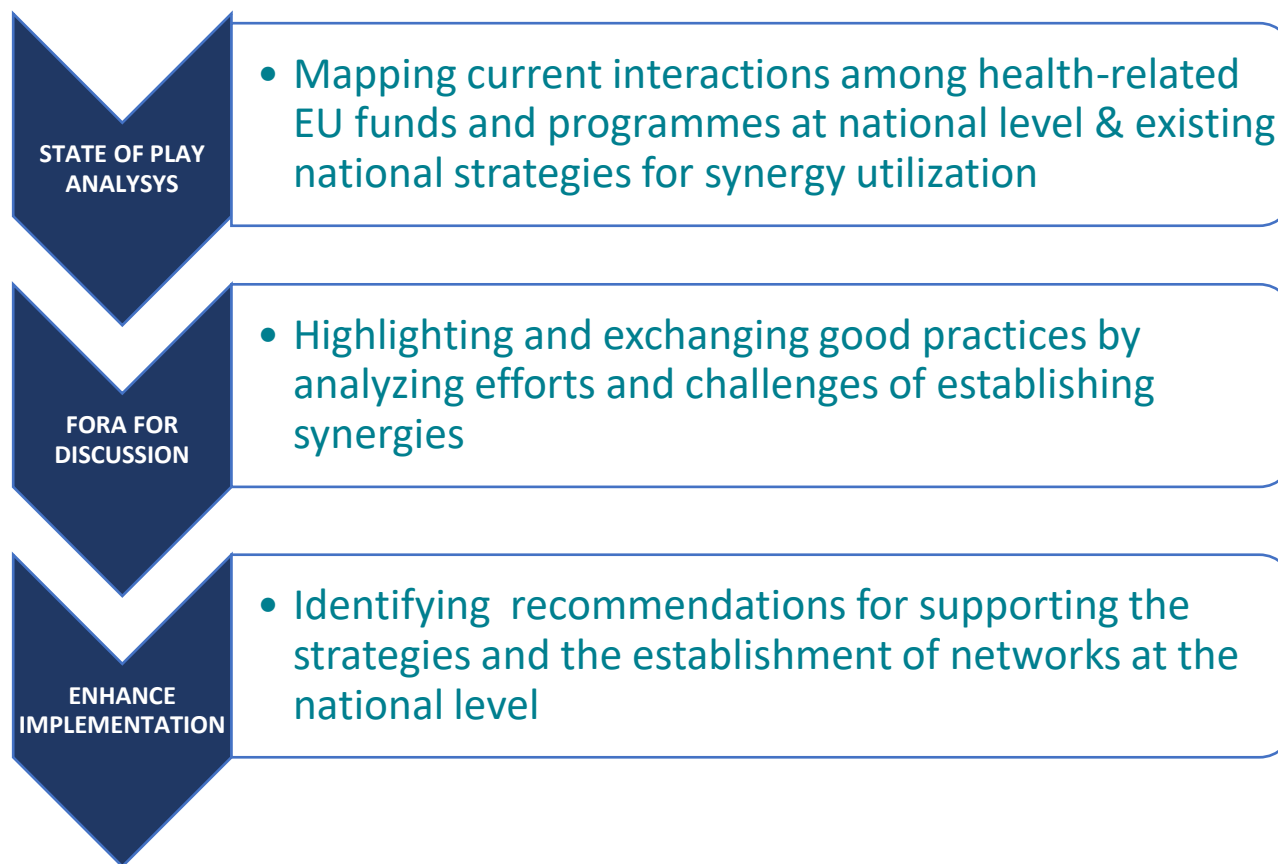 STATE OF PLAY
ANALYSYS
• Mapping current interactions among health-related
EU funds and programmes at national level & existing
national strategies for synergy utilization
FORA FOR
DISCUSSION
• Highlighting and exchanging good practices by
analyzing efforts and challenges of establishing
synergies
ENHANCE
IMPLEMENTATION
• Identifying  recommendations for supporting the
strategies and the establishment of networks at the
national level